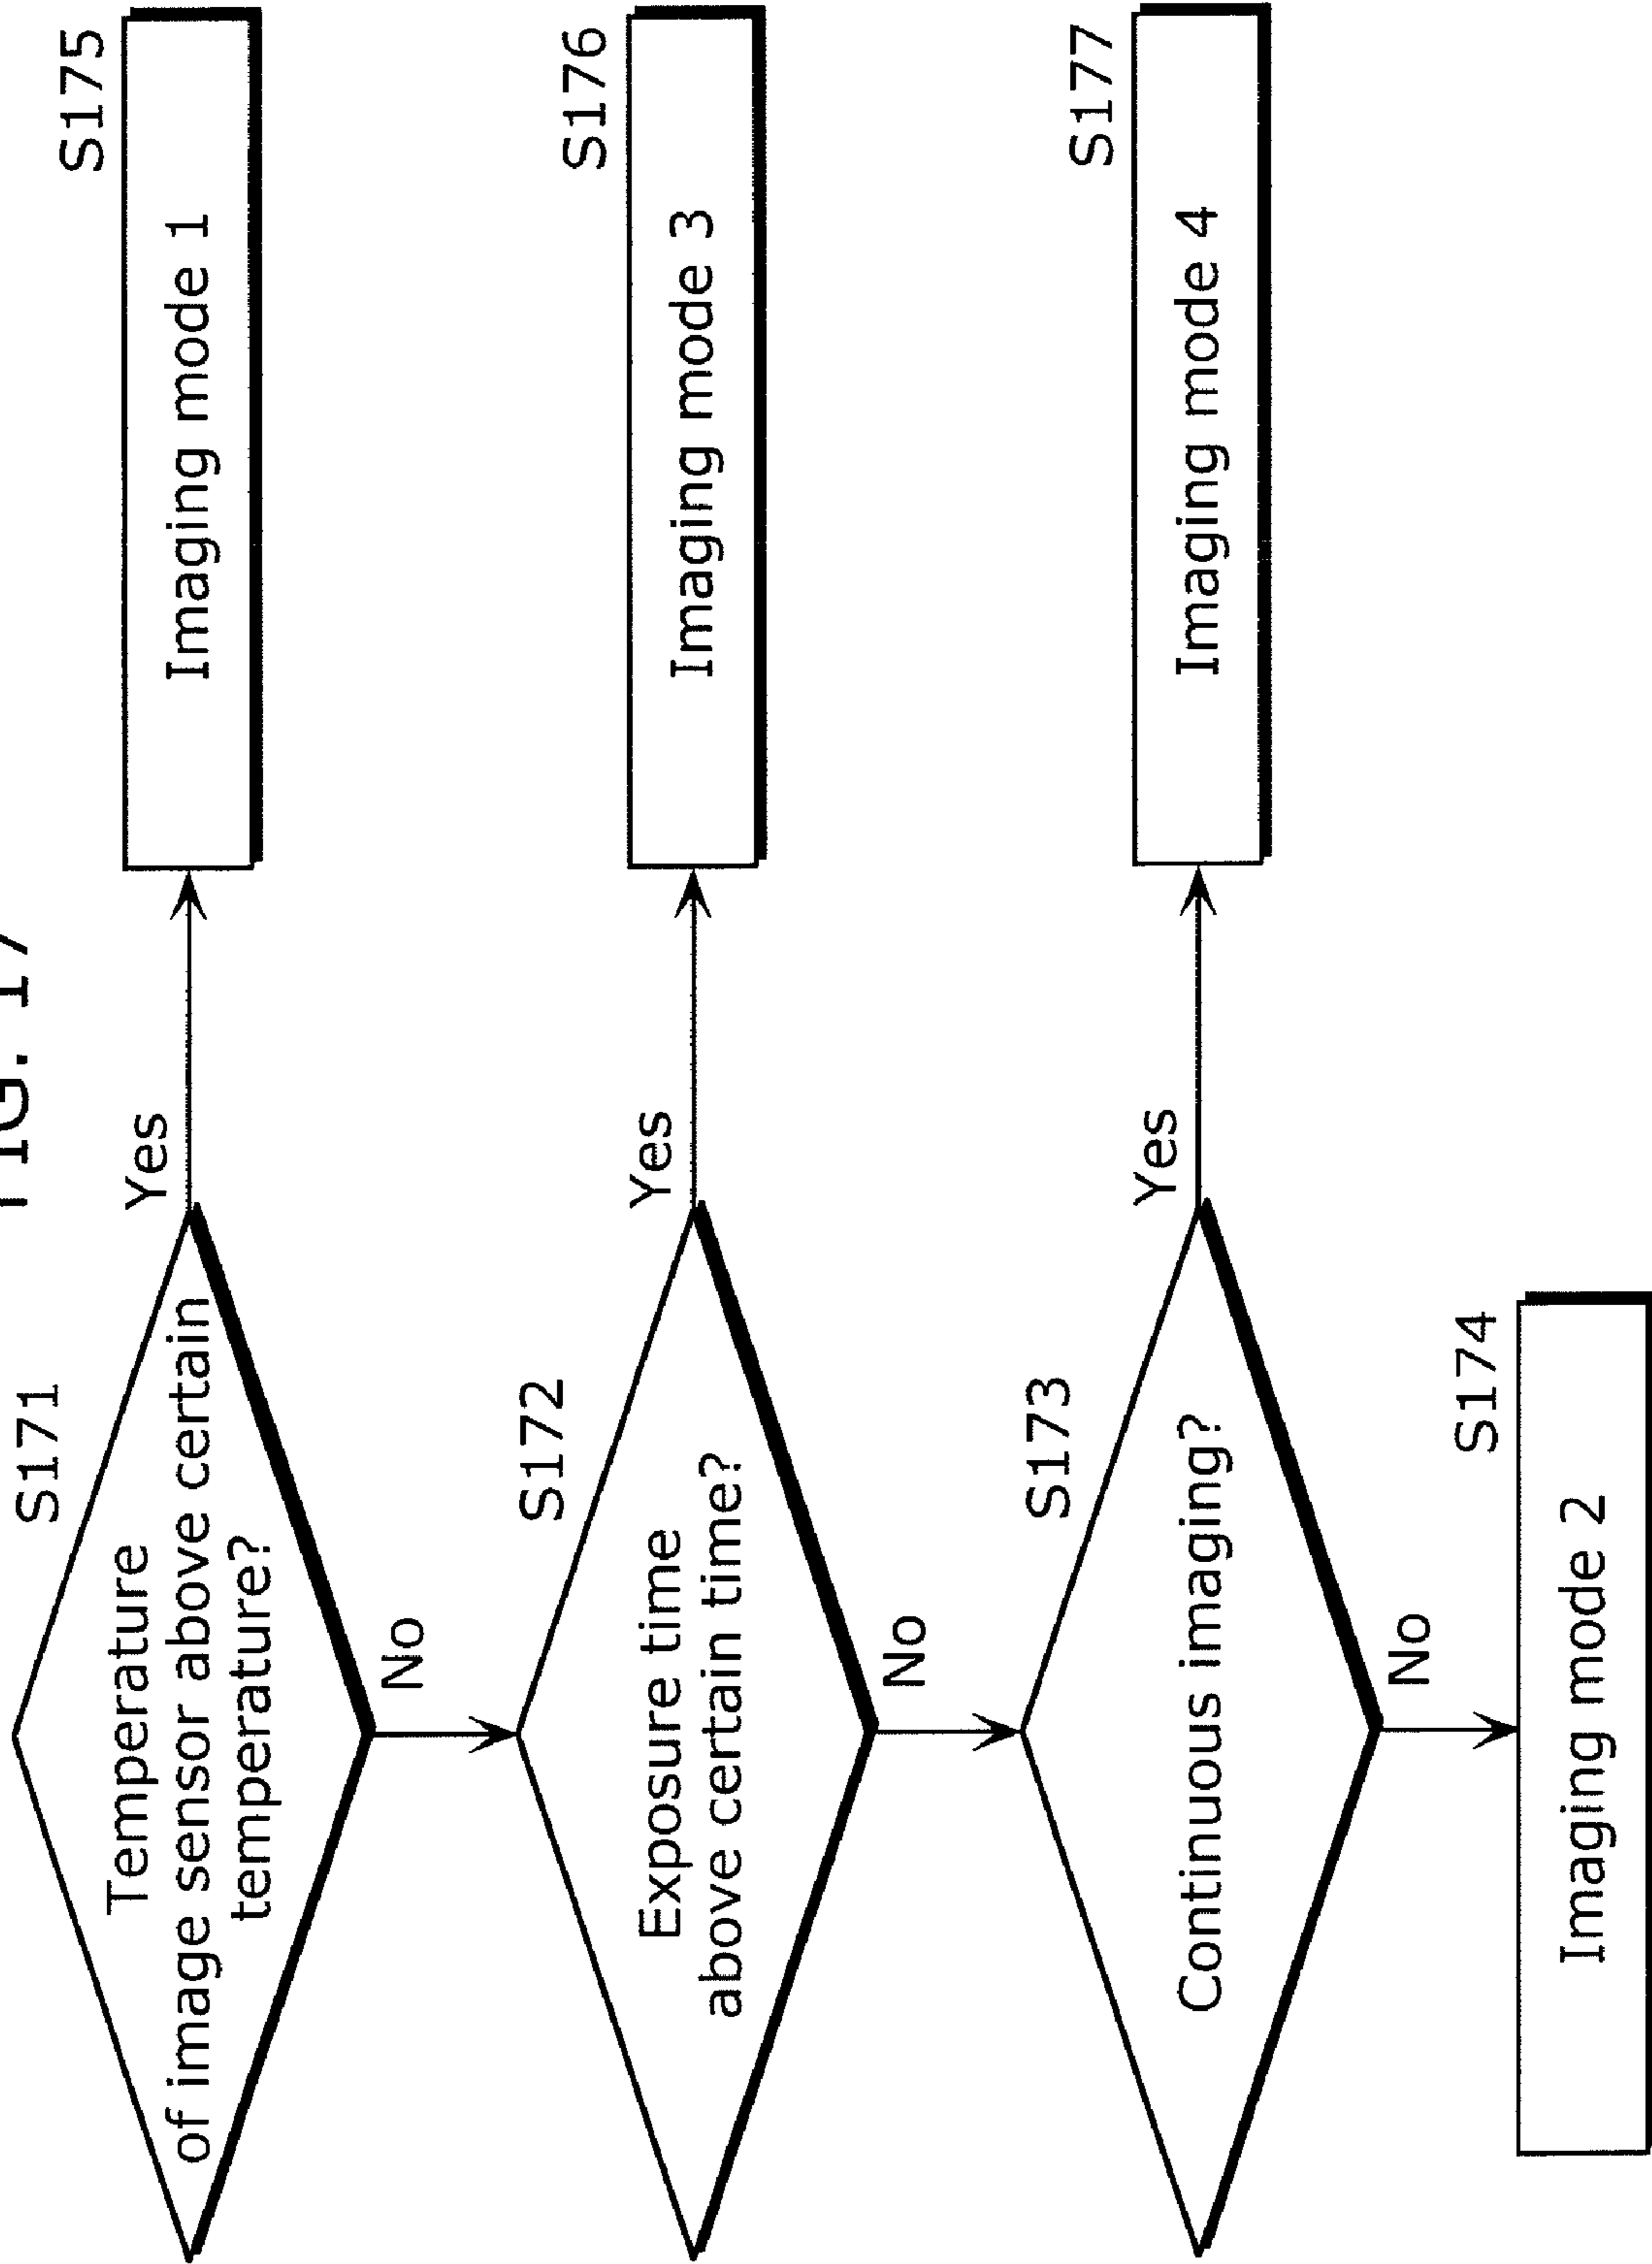 FIG. 17
S171
Temperature
of image sensor above certain
temperature?
Yes
S175
Imaging mode 1
No
S172
Exposure time
above certain time?
Yes
S176
Imaging mode 3
No
S173
Continuous imaging?
Yes
S177
Imaging mode 4
No
S174
Imaging mode 2